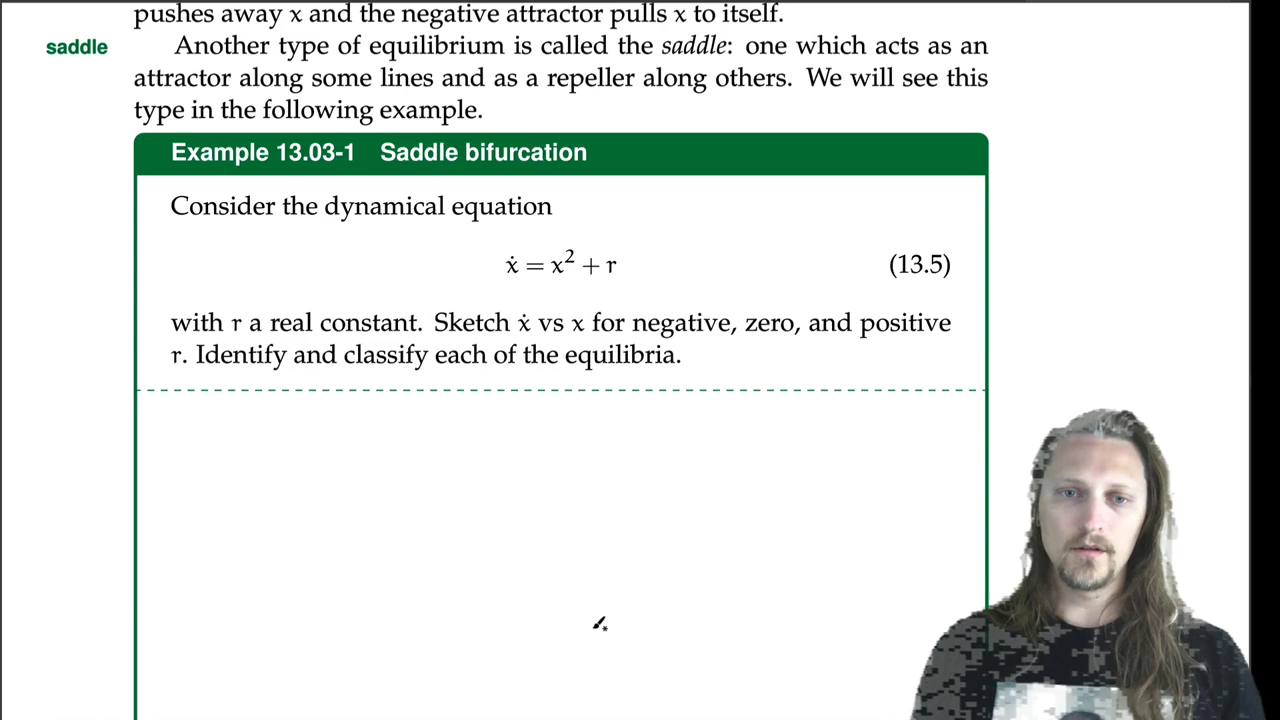 pushes away x and the negative attractor pulls x to itself.
saddle
Another type of equilibrium is called the saddle: one which acts as an
attractor along some lines and as a repeller along others. We will see this
type in the following example.
Example 13.03-1 Saddle bifurcation
Consider the dynamical equation
ẋ = x² + r (13.5)
with r a real constant. Sketch ẋ vs x for negative, zero, and positive
r. Identify and classify each of the equilibria.